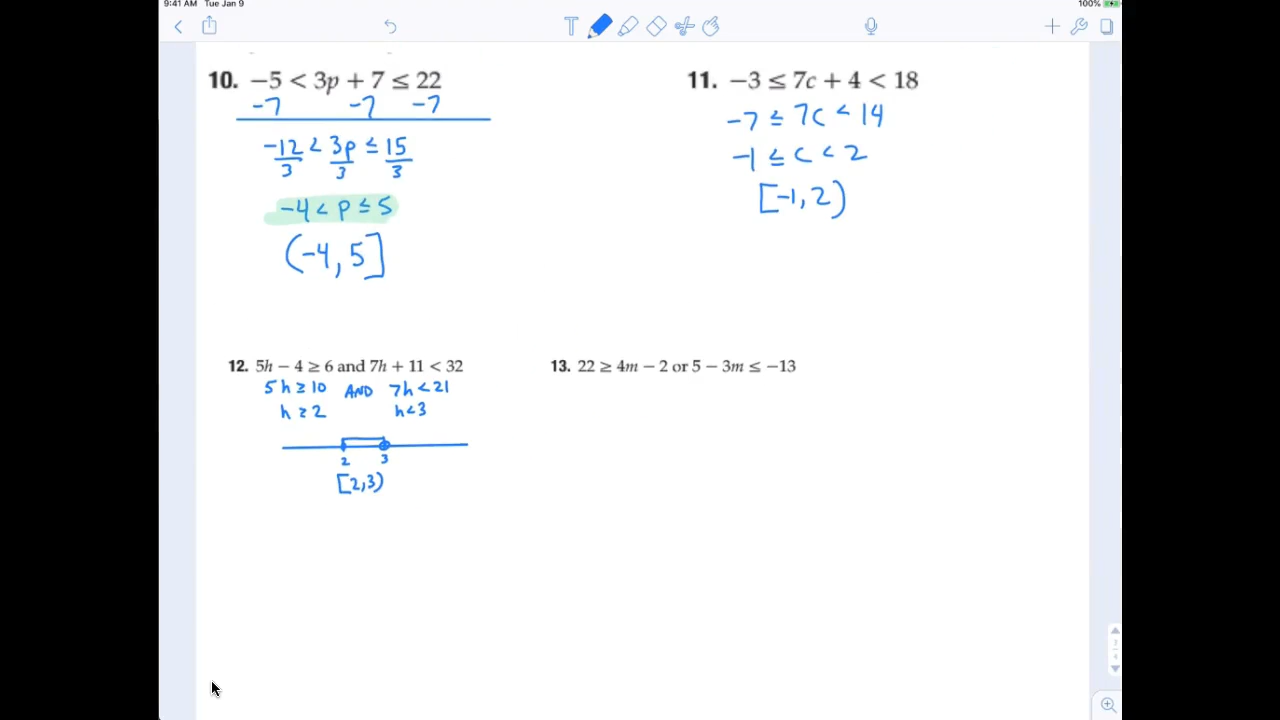 9:41 AM Tue Jan 9
100%
T
10. −5 < 3p + 7 ≤ 22
-7 -7 -7
-12/3 < 3p/3 ≤ 15/3
-4 < p ≤ 5
(-4, 5]
11. −3 ≤ 7c + 4 < 18
-7 ≤ 7c < 14
-1 ≤ c < 2
[-1, 2)
12. 5h − 4 ≥ 6 and 7h + 11 < 32
5h ≥ 10 AND 7h < 21
h ≥ 2 h < 3
2 3
[2,3)
13. 22 ≥ 4m − 2 or 5 − 3m ≤ −13